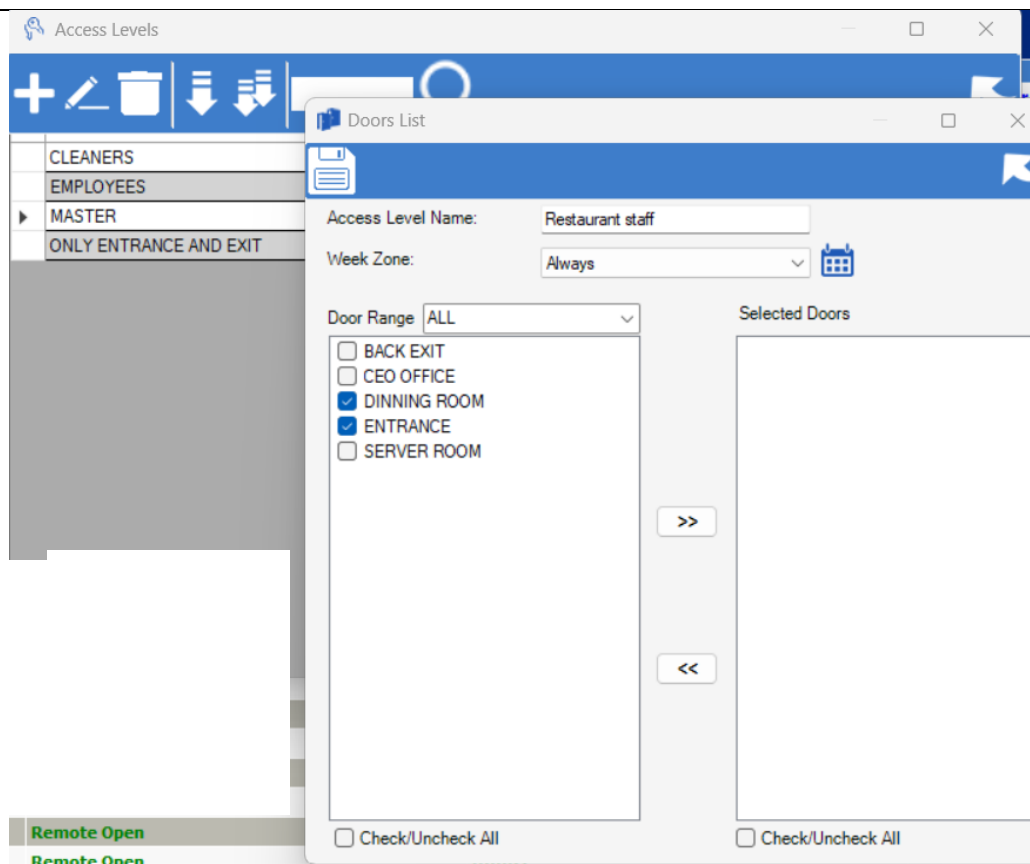 Access Levels
Doors List
CLEANERS
EMPLOYEES
MASTER
ONLY ENTRANCE AND EXIT
Access Level Name:
Restaurant staff
Week Zone:
Always
Door Range
ALL
Selected Doors
BACK EXIT
CEO OFFICE
DINNING ROOM
ENTRANCE
SERVER ROOM
>>
<<
Check/Uncheck All
Check/Uncheck All
Remote Open
Remote Open